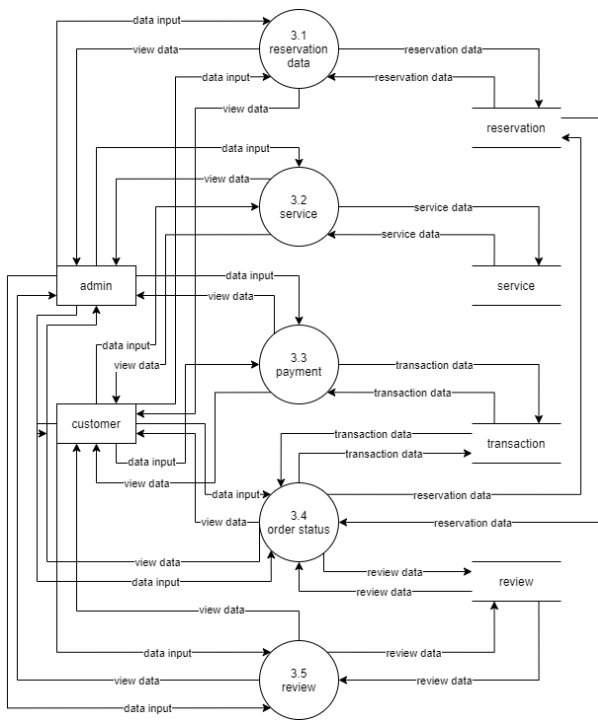 data input
3.1
reservation
data
view data
reservation data
data input
reservation data
view data
reservation
data input
3.2
service
view data
service data
service data
admin
data input
service
view data
data input
3.3
payment
view data
transaction data
transaction data
customer
transaction data
transaction
data input
transaction data
view data
data input
3.4
order status
reservation data
view data
reservation data
view data
review data
review
data input
review data
view data
data input
3.5
review
review data
view data
review data
data input